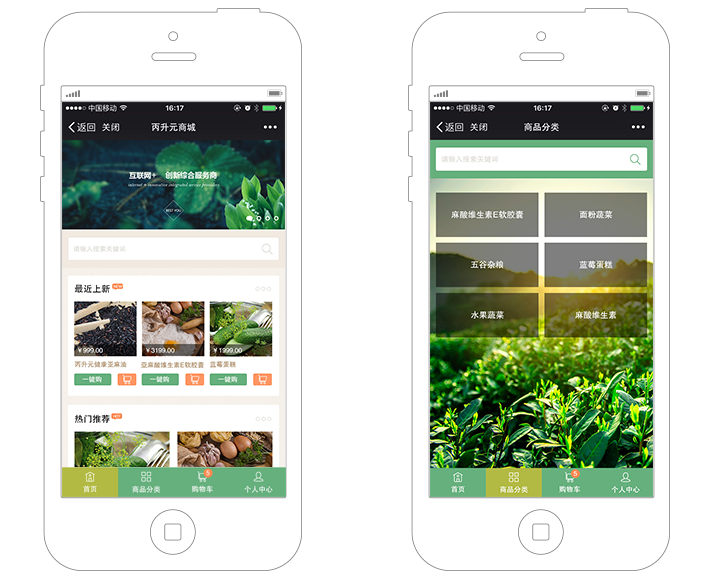 中国移动 16:17
返回 关闭 丙升元商城
互联网+ 创新综合服务商
internet + innovation integrated service providers
BEST YOU
请输入搜索关键词
最近上新 NEW
¥999.00 ¥3199.00 ¥1999.00
丙升元健康亚麻油 亚麻酸维生素E软胶囊 蓝莓蛋糕
一键购 一键购 一键购
热门推荐 HOT
首页 商品分类 购物车 5 个人中心
中国移动 16:17
返回 关闭 商品分类
请输入搜索关键词
麻酸维生素E软胶囊 面粉蔬菜
五谷杂粮 蓝莓蛋糕
水果蔬菜 麻酸维生素
首页 商品分类 购物车 5 个人中心